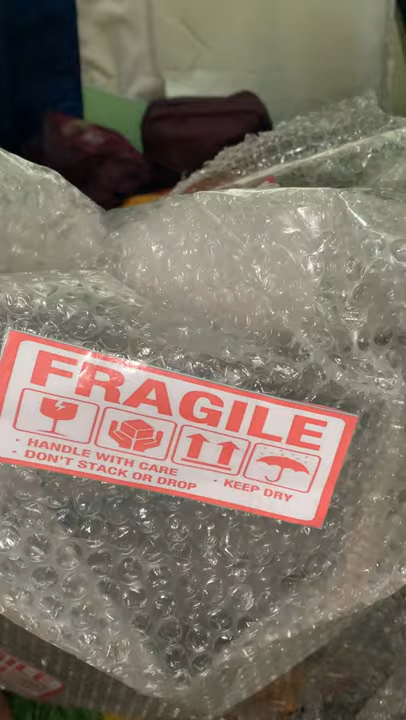 FRAGILE
- HANDLE WITH CARE
- DON'T STACK OR DROP - KEEP DRY